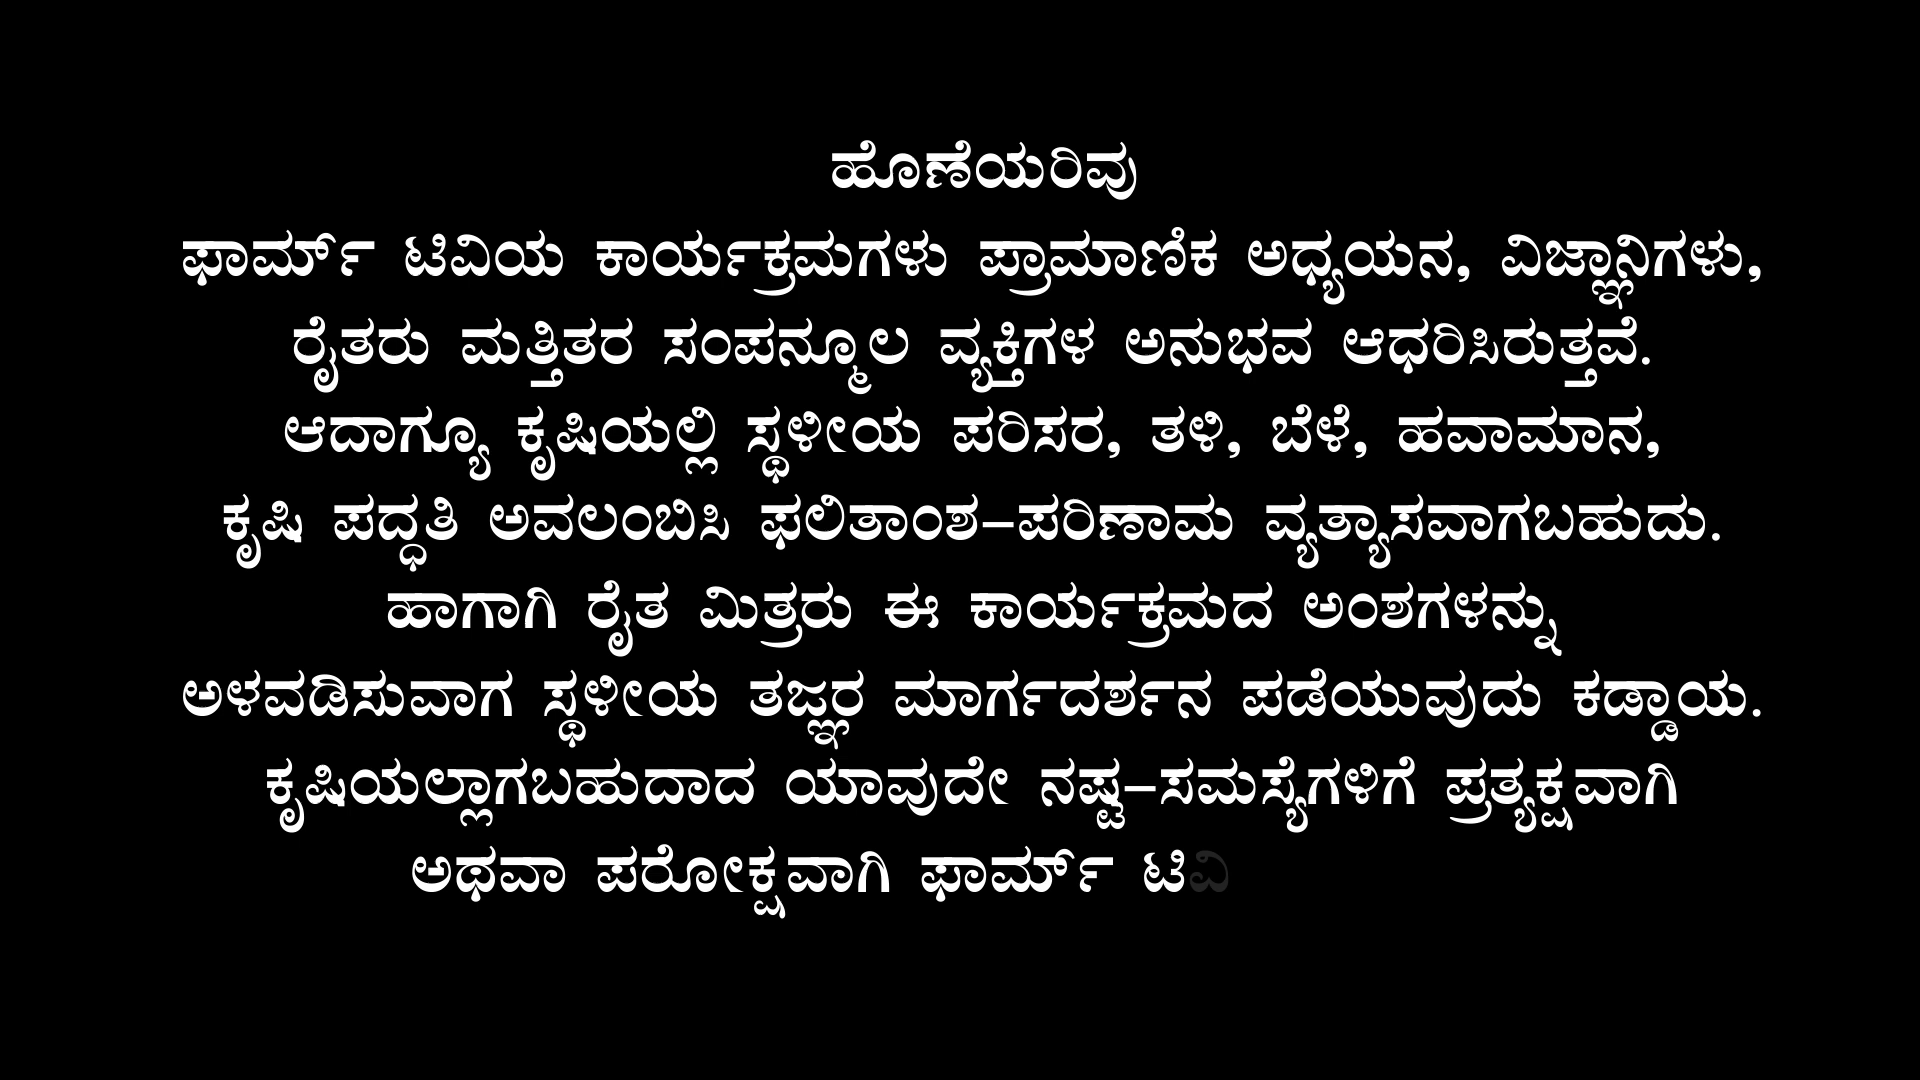 ಹೊಣೆಯರಿವು
ಫಾರ್ಮ್ ಟಿವಿಯ ಕಾರ್ಯಕ್ರಮಗಳು ಪ್ರಾಮಾಣಿಕ ಅಧ್ಯಯನ, ವಿಜ್ಞಾನಿಗಳು,
ರೈತರು ಮತ್ತಿತರ ಸಂಪನ್ಮೂಲ ವ್ಯಕ್ತಿಗಳ ಅನುಭವ ಆಧರಿಸಿರುತ್ತವೆ.
ಆದಾಗ್ಯೂ ಕೃಷಿಯಲ್ಲಿ ಸ್ಥಳೀಯ ಪರಿಸರ, ತಳಿ, ಬೆಳೆ, ಹವಾಮಾನ,
ಕೃಷಿ ಪದ್ಧತಿ ಅವಲಂಬಿಸಿ ಫಲಿತಾಂಶ–ಪರಿಣಾಮ ವ್ಯತ್ಯಾಸವಾಗಬಹುದು.
ಹಾಗಾಗಿ ರೈತ ಮಿತ್ರರು ಈ ಕಾರ್ಯಕ್ರಮದ ಅಂಶಗಳನ್ನು
ಅಳವಡಿಸುವಾಗ ಸ್ಥಳೀಯ ತಜ್ಞರ ಮಾರ್ಗದರ್ಶನ ಪಡೆಯುವುದು ಕಡ್ಡಾಯ.
ಕೃಷಿಯಲ್ಲಾಗಬಹುದಾದ ಯಾವುದೇ ನಷ್ಟ–ಸಮಸ್ಯೆಗಳಿಗೆ ಪ್ರತ್ಯಕ್ಷವಾಗಿ
ಅಥವಾ ಪರೋಕ್ಷವಾಗಿ ಫಾರ್ಮ್ ಟಿವಿ